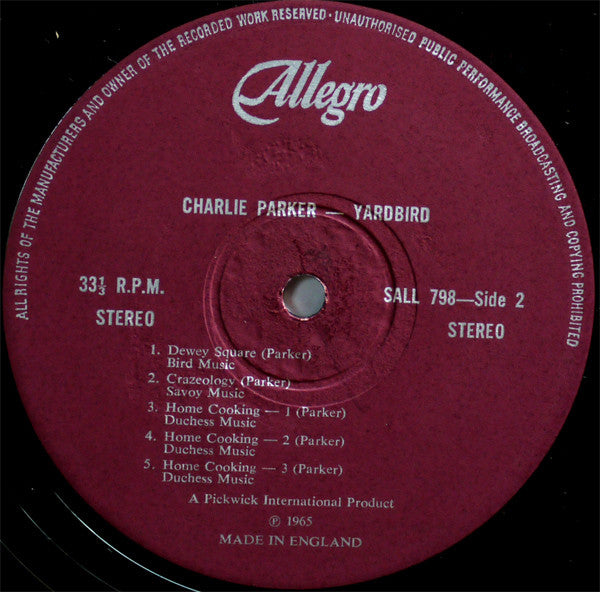 ALL RIGHTS OF THE MANUFACTURERS AND OWNER OF THE RECORDED WORK RESERVED · UNAUTHORISED PUBLIC PERFORMANCE BROADCASTING AND COPYING PROHIBITED
Allegro
CHARLIE PARKER — YARDBIRD
33⅓ R.P.M.
STEREO
SALL 798—Side 2
STEREO
1. Dewey Square (Parker)
Bird Music
2. Crazeology (Parker)
Savoy Music
3. Home Cooking — 1 (Parker)
Duchess Music
4. Home Cooking — 2 (Parker)
Duchess Music
5. Home Cooking — 3 (Parker)
Duchess Music
A Pickwick International Product
℗ 1965
MADE IN ENGLAND